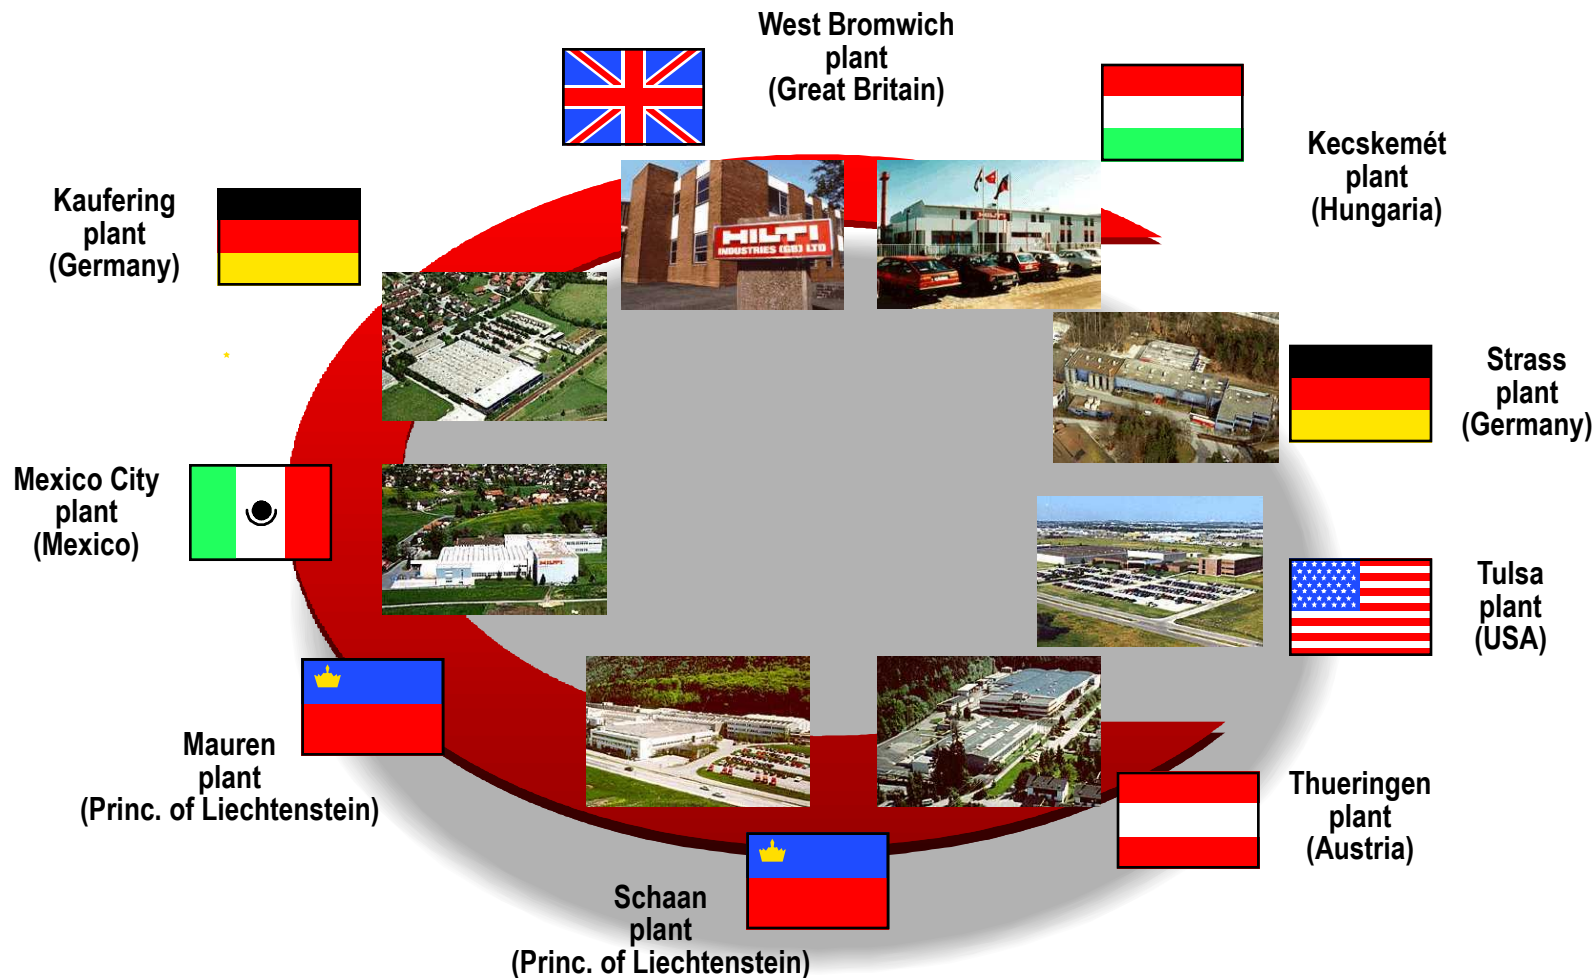 West Bromwich
plant
(Great Britain)
Kecskemét
plant
(Hungaria)
Kaufering
plant
(Germany)
HILTI
INDUSTRIES (GB) LTD
HILTI
Strass
plant
(Germany)
Mexico City
plant
(Mexico)
HILTI
Tulsa
plant
(USA)
Mauren
plant
(Princ. of Liechtenstein)
Thueringen
plant
(Austria)
Schaan
plant
(Princ. of Liechtenstein)